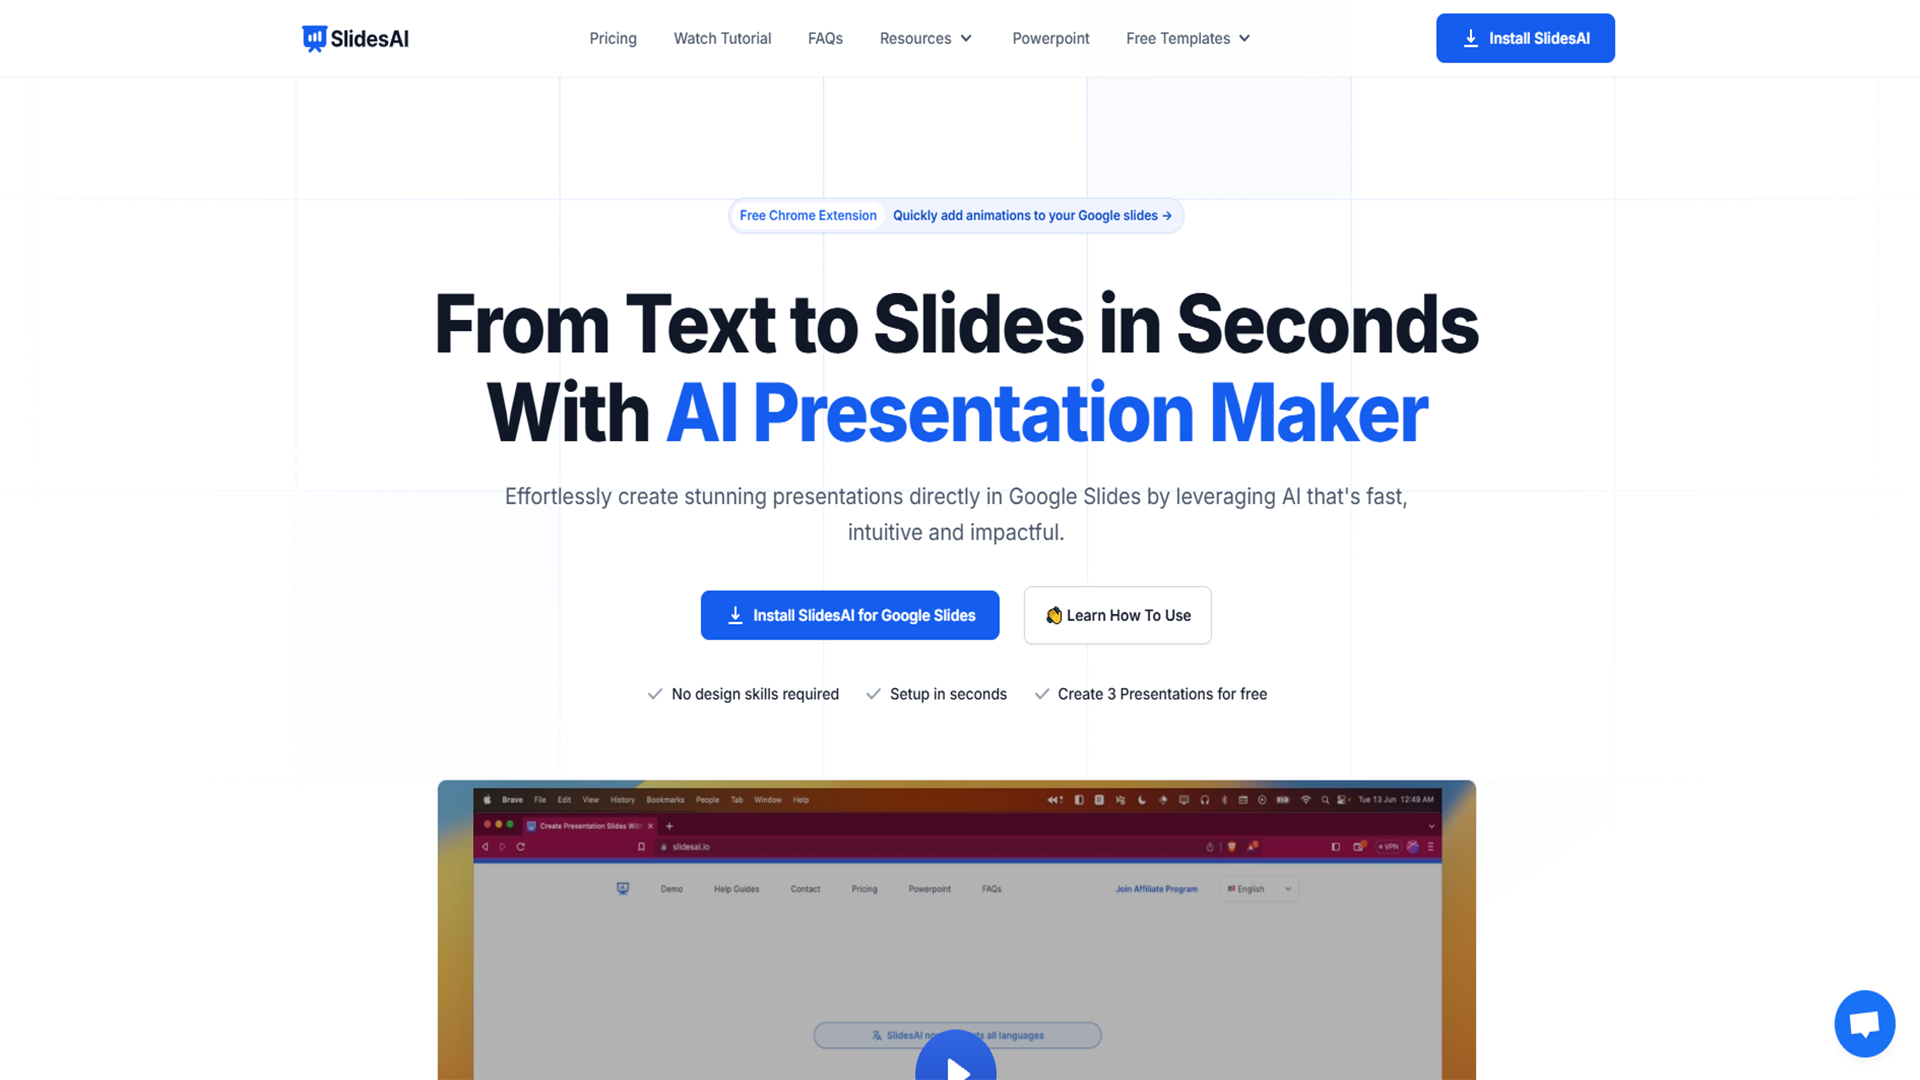 SlidesAI
Pricing
Watch Tutorial
FAQs
Resources
Powerpoint
Free Templates
Install SlidesAI
Free Chrome Extension
Quickly add animations to your Google slides →
From Text to Slides in Seconds
With AI Presentation Maker
Effortlessly create stunning presentations directly in Google Slides by leveraging AI that's fast,
intuitive and impactful.
Install SlidesAI for Google Slides
Learn How To Use
No design skills required
Setup in seconds
Create 3 Presentations for free
Brave File Edit View History Bookmarks People Tab Window Help
Tue 13 Jun 12:49 AM
Create Presentation Slides Wit
slidesai.io
VPN
Demo
Help Guides
Contact
Pricing
Powerpoint
FAQs
Join Affiliate Program
English
SlidesAI all languages